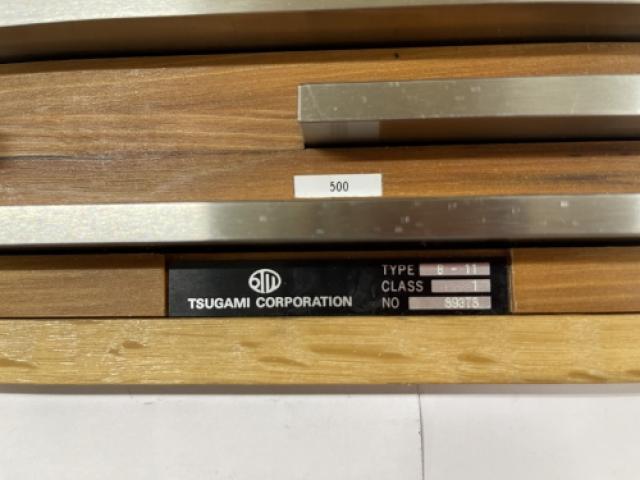 500
TYPE B - 11
TSUGAMI CORPORATION
CLASS 1
NO